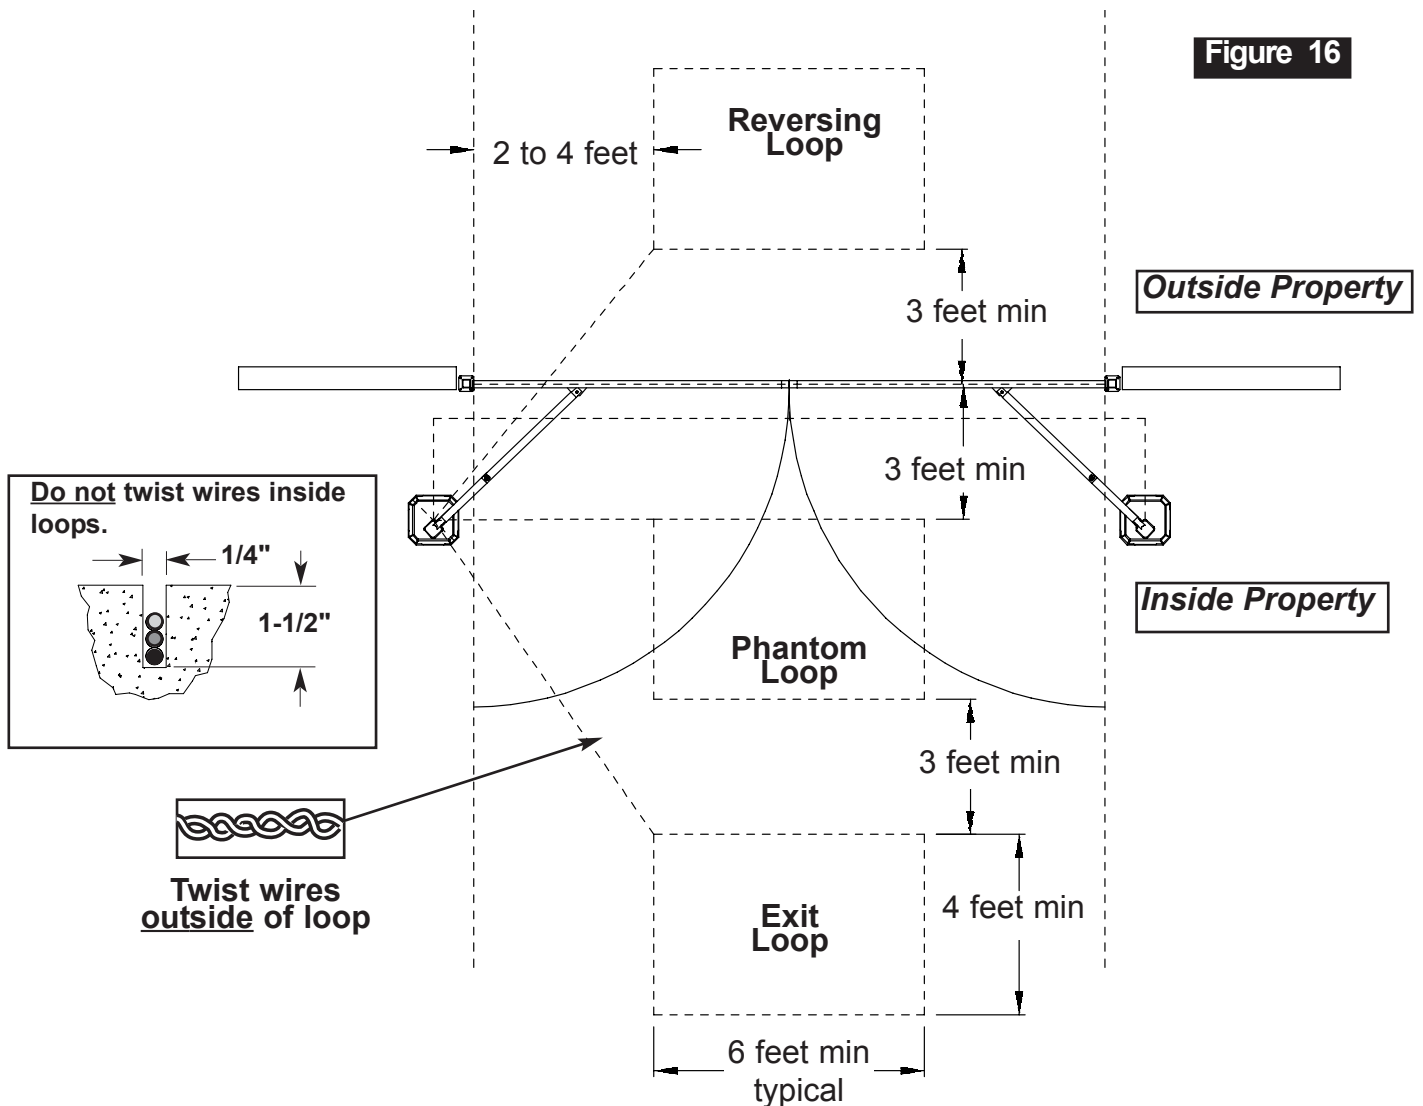 Figure 16
Reversing
Loop
2 to 4 feet
Outside Property
3 feet min
3 feet min
Do not twist wires inside
loops.
1/4"
1-1/2"
Inside Property
Phantom
Loop
3 feet min
Twist wires
outside of loop
Exit
Loop
4 feet min
6 feet min
typical